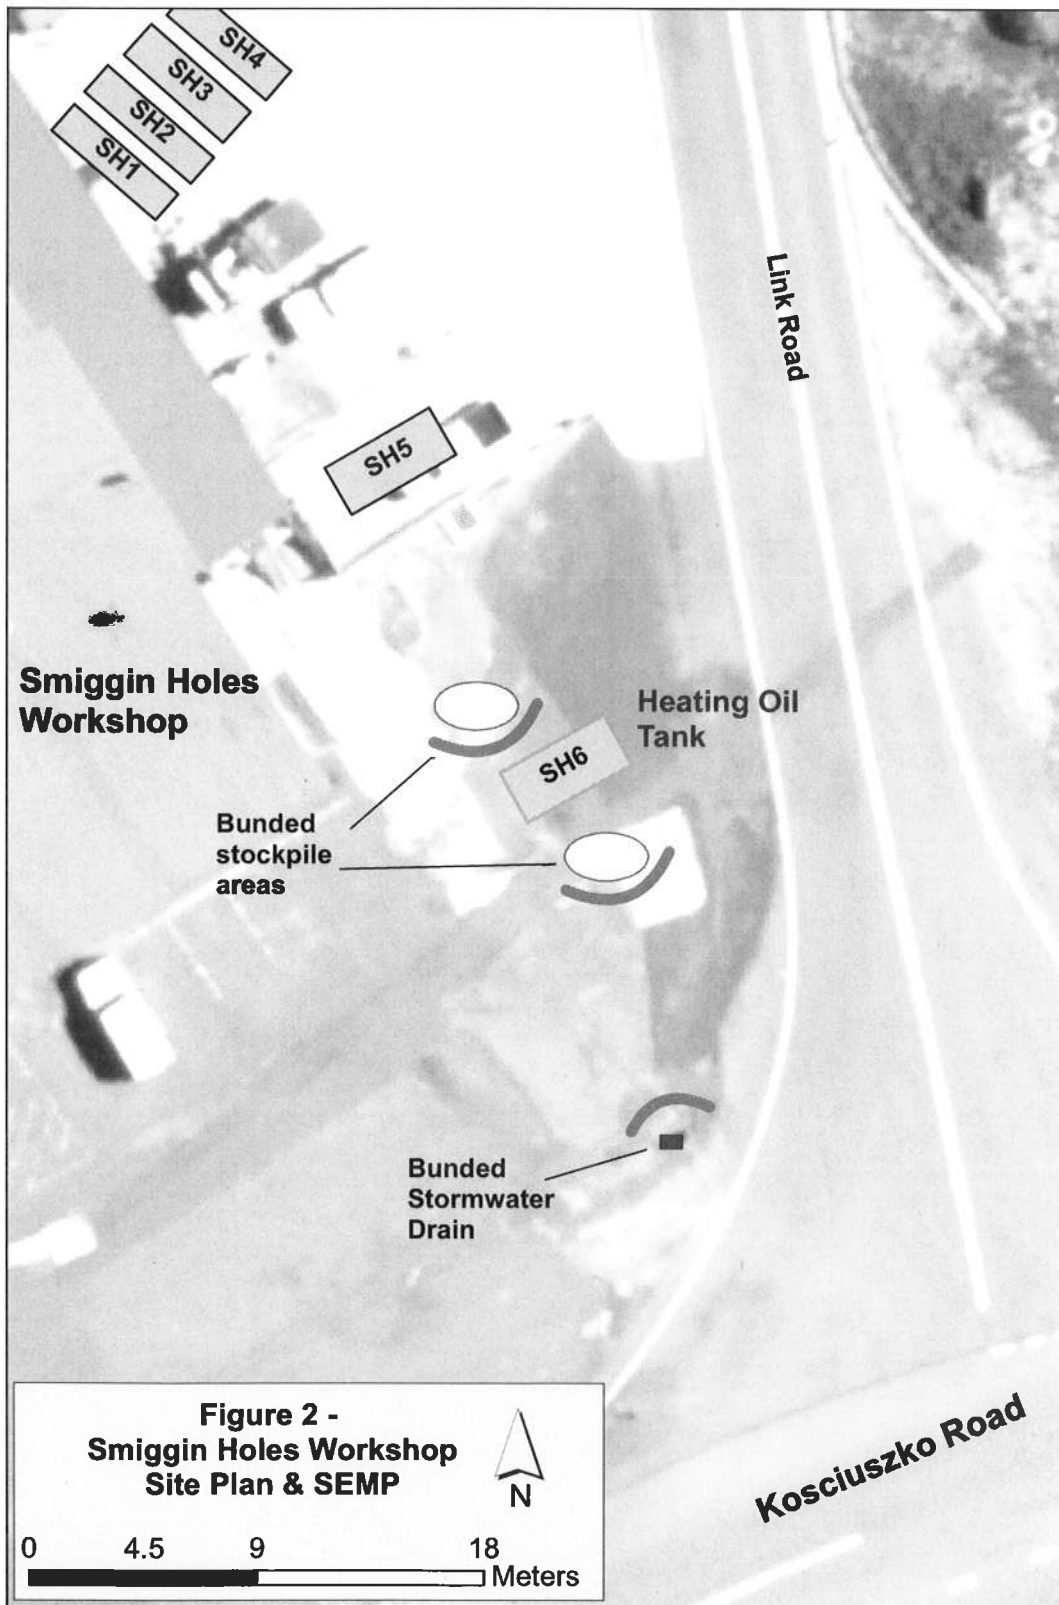 SH4
SH3
SH2
SH1
Link Road
SH5
Smiggin Holes
Workshop
Heating Oil
Tank
SH6
Bunded
stockpile
areas
Bunded
Stormwater
Drain
Figure 2 -
Smiggin Holes Workshop
Site Plan & SEMP
N
0 4.5 9 18
Meters
Kosciuszko Road